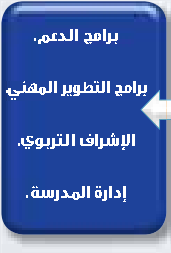 برامج الدعم.
برامج التطوير المهني.
الإشراف التربوي.
إدارة المدرسة.